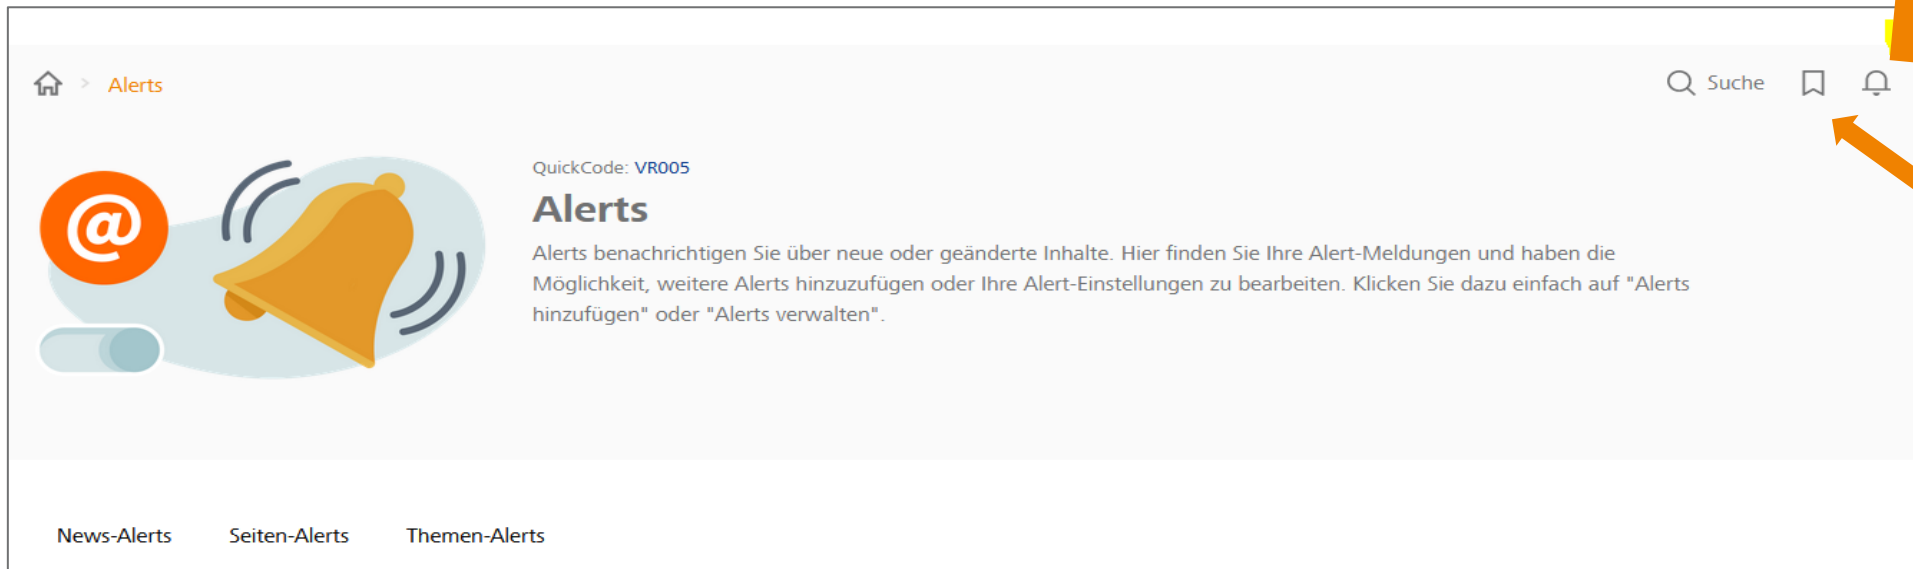 Alerts
Suche
@
QuickCode: VR005
Alerts
Alerts benachrichtigen Sie über neue oder geänderte Inhalte. Hier finden Sie Ihre Alert-Meldungen und haben die
Möglichkeit, weitere Alerts hinzuzufügen oder Ihre Alert-Einstellungen zu bearbeiten. Klicken Sie dazu einfach auf "Alerts
hinzufügen" oder "Alerts verwalten".
News-Alerts Seiten-Alerts Themen-Alerts